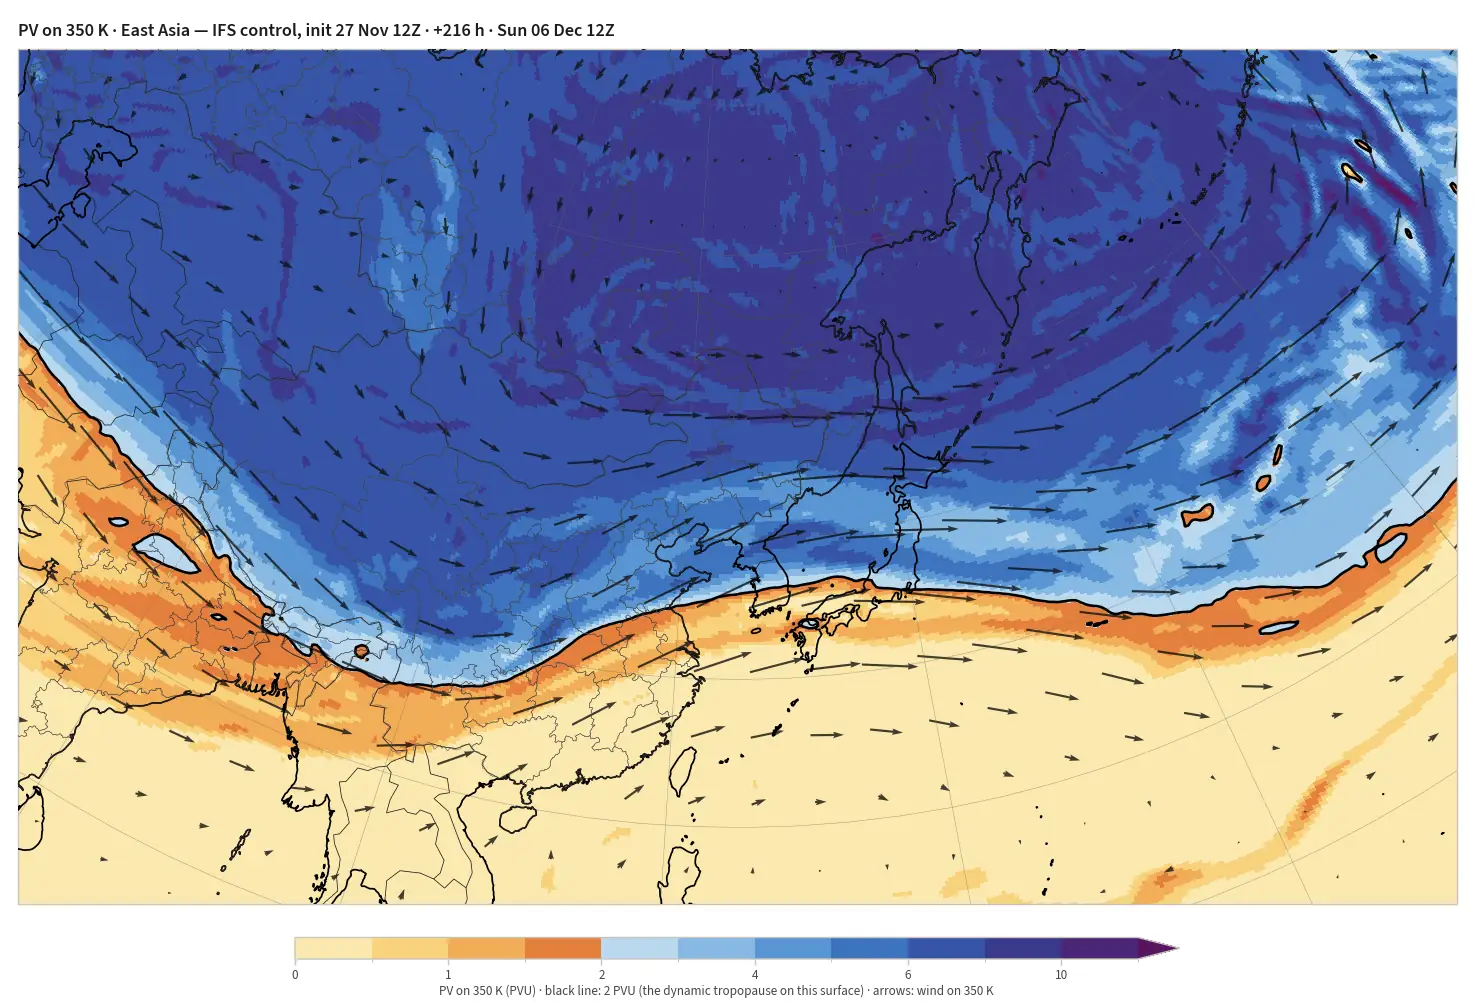 PV on 350 K · East Asia — IFS control, init 27 Nov 12Z · +216 h · Sun 06 Dec 12Z
0 1 2 4 6 10
PV on 350 K (PVU) · black line: 2 PVU (the dynamic tropopause on this surface) · arrows: wind on 350 K